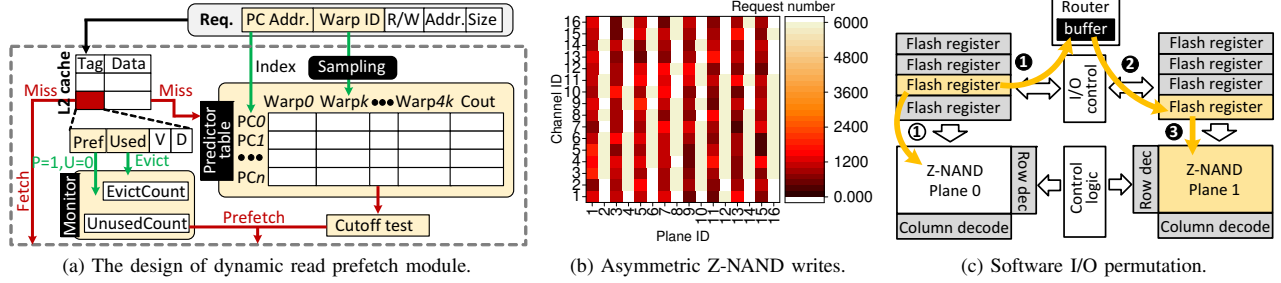 Req. PC Addr. Warp ID R/W Addr. Size
L2 cache
Tag Data
Index Sampling
Miss
Miss
Predictor
table
Warp0 Warpk ●●● Warp4k Cout
PC0
PC1
●●●
PCn
Pref Used V D
P=1,U=0 Evict
Fetch
Monitor
EvictCount
UnusedCount
Prefetch
Cutoff test
(a) The design of dynamic read prefetch module.
Request number
Channel ID
16
15
14
13
12
11
10
9
8
7
6
5
4
3
2
1
1 2 3 4 5 6 7 8 9 10 11 12 13 14 15 16
Plane ID
6000
4800
3600
2400
1200
0.000
(b) Asymmetric Z-NAND writes.
Router
buffer
Flash register
Flash register
Flash register
Flash register
❶
I/O
control
❷
Flash register
Flash register
Flash register
Flash register
①
❸
Z-NAND
Plane 0
Row dec
Control
logic
Row dec
Z-NAND
Plane 1
Column decode
Column decode
(c) Software I/O permutation.